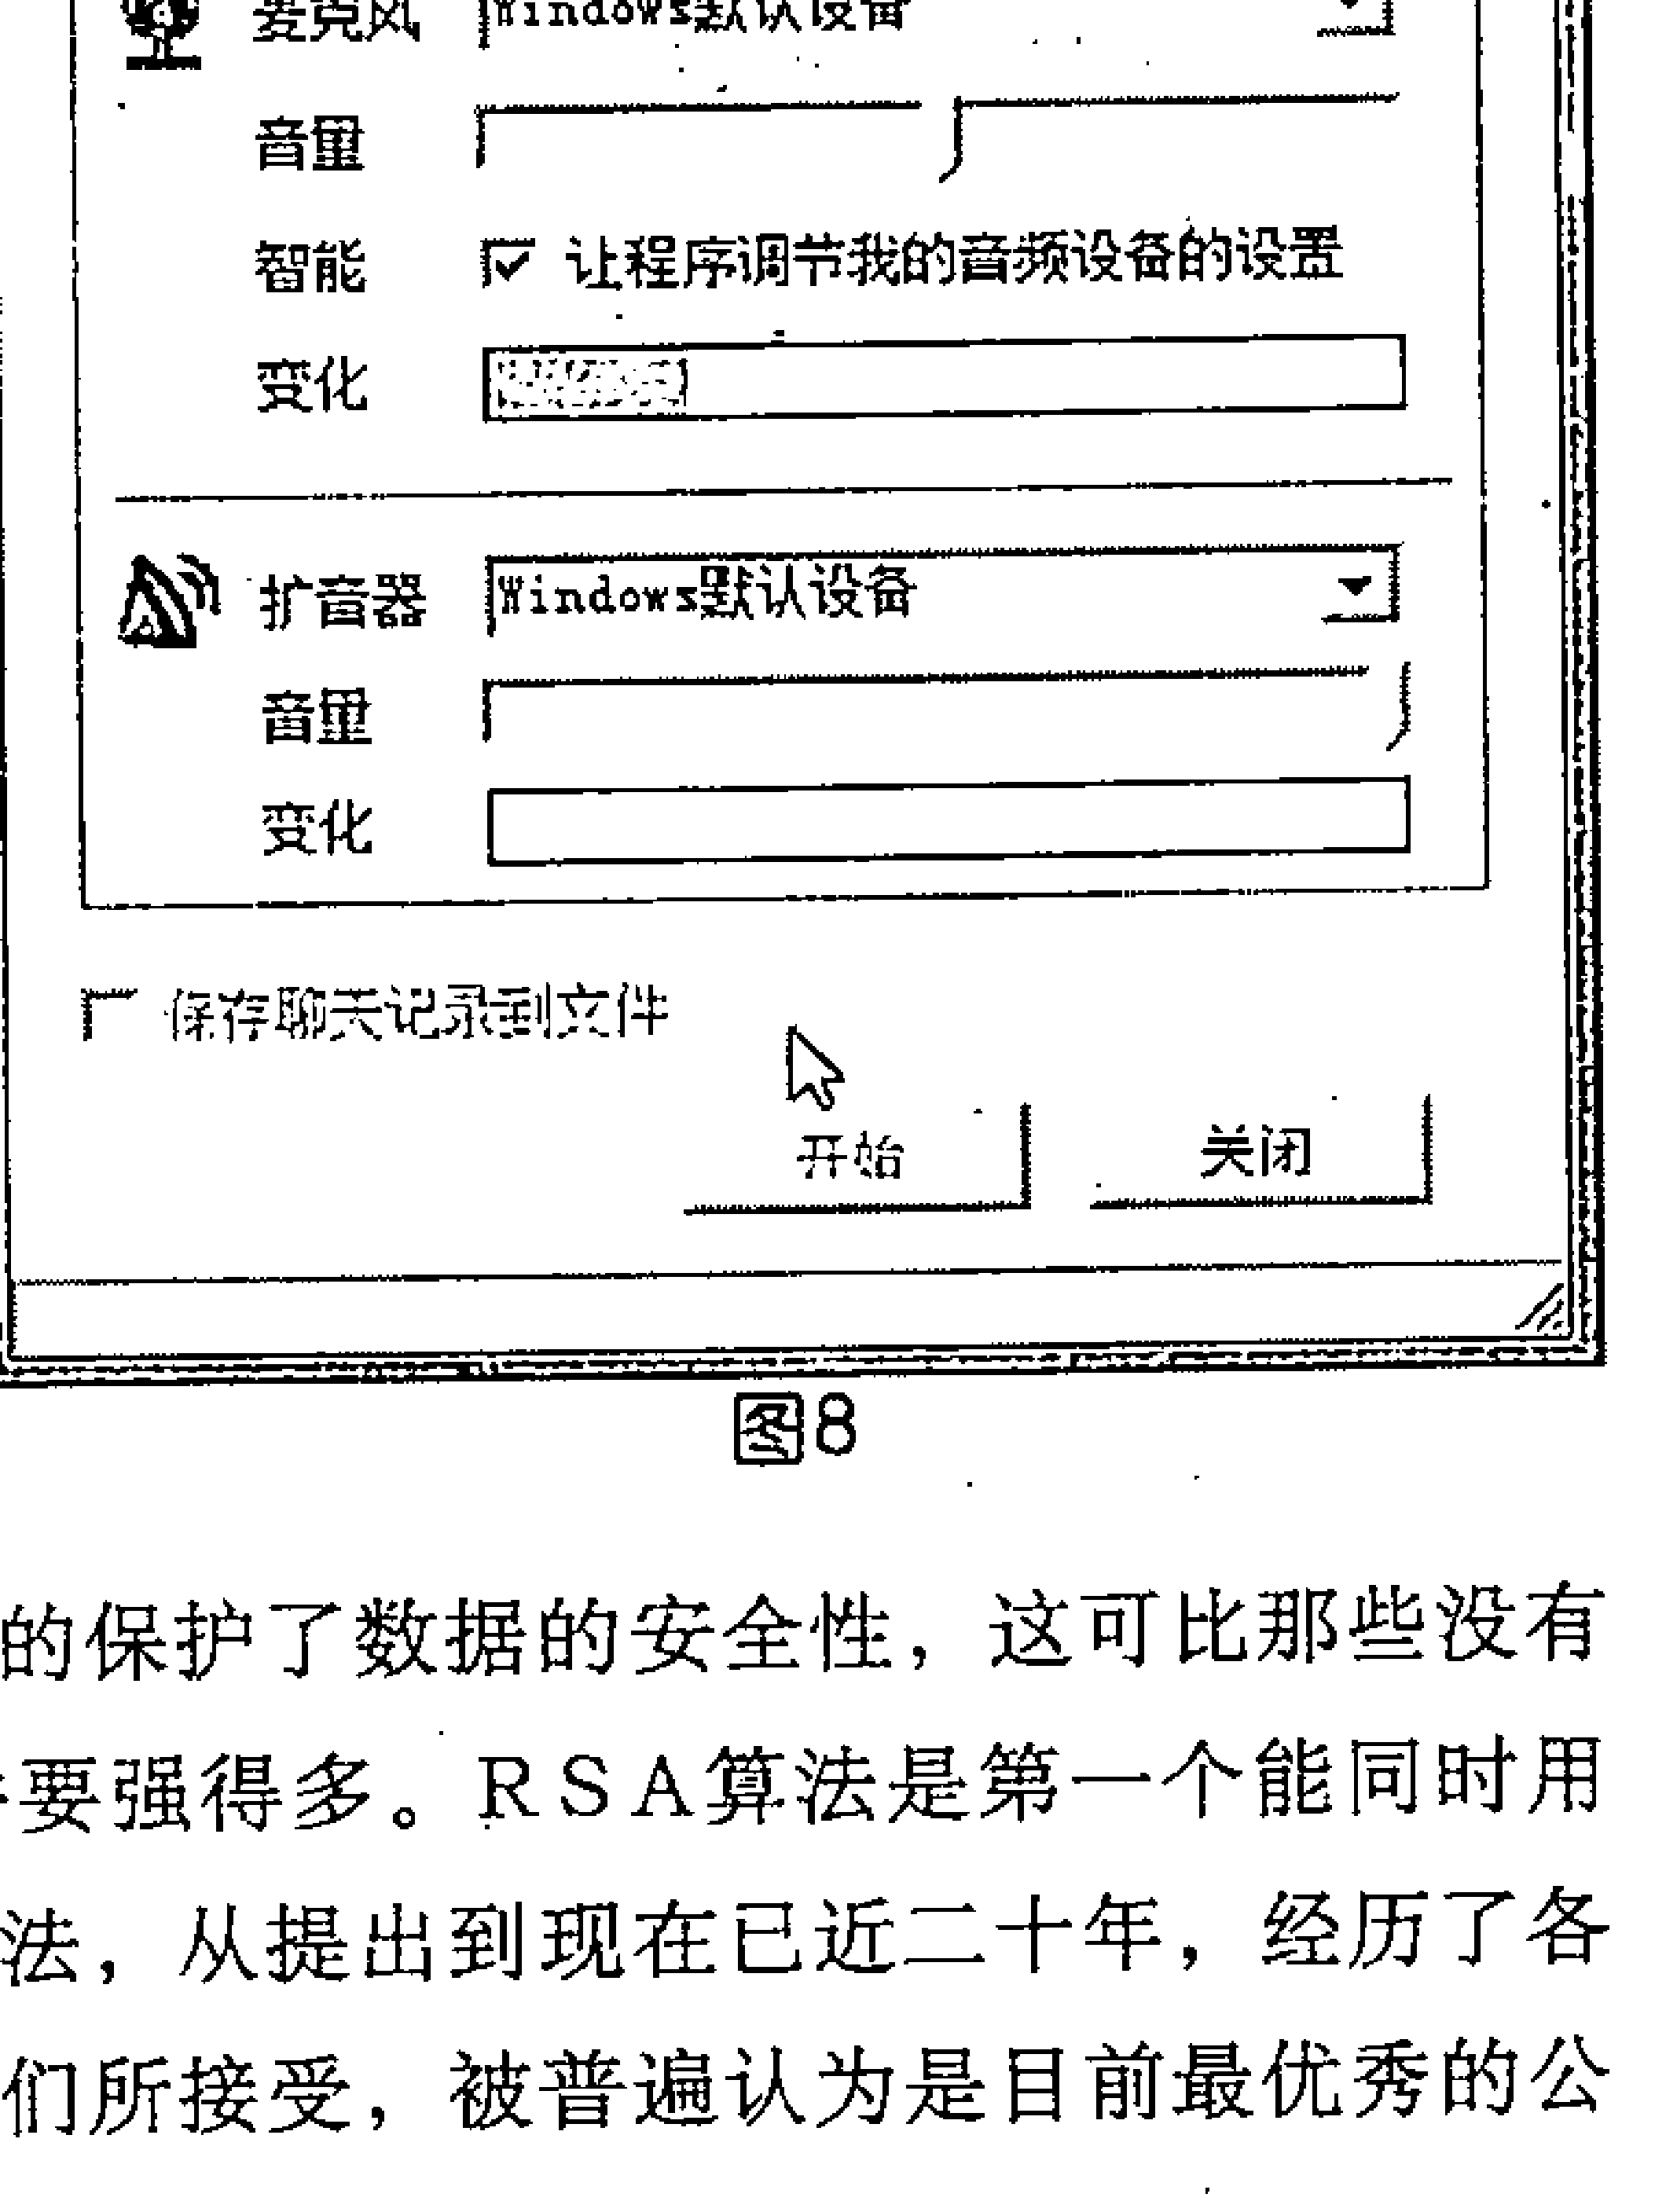 麦克风 Windows默认设备
音量
智能 让程序调节我的音频设备的设置
变化
扩音器 Windows默认设备
音量
变化
保存聊天记录到文件
开始 关闭
图8
的保护了数据的安全性，这可比那些没有
要强得多。RSA算法是第一个能同时用
法，从提出到现在已近二十年，经历了各
们所接受，被普遍认为是目前最优秀的公